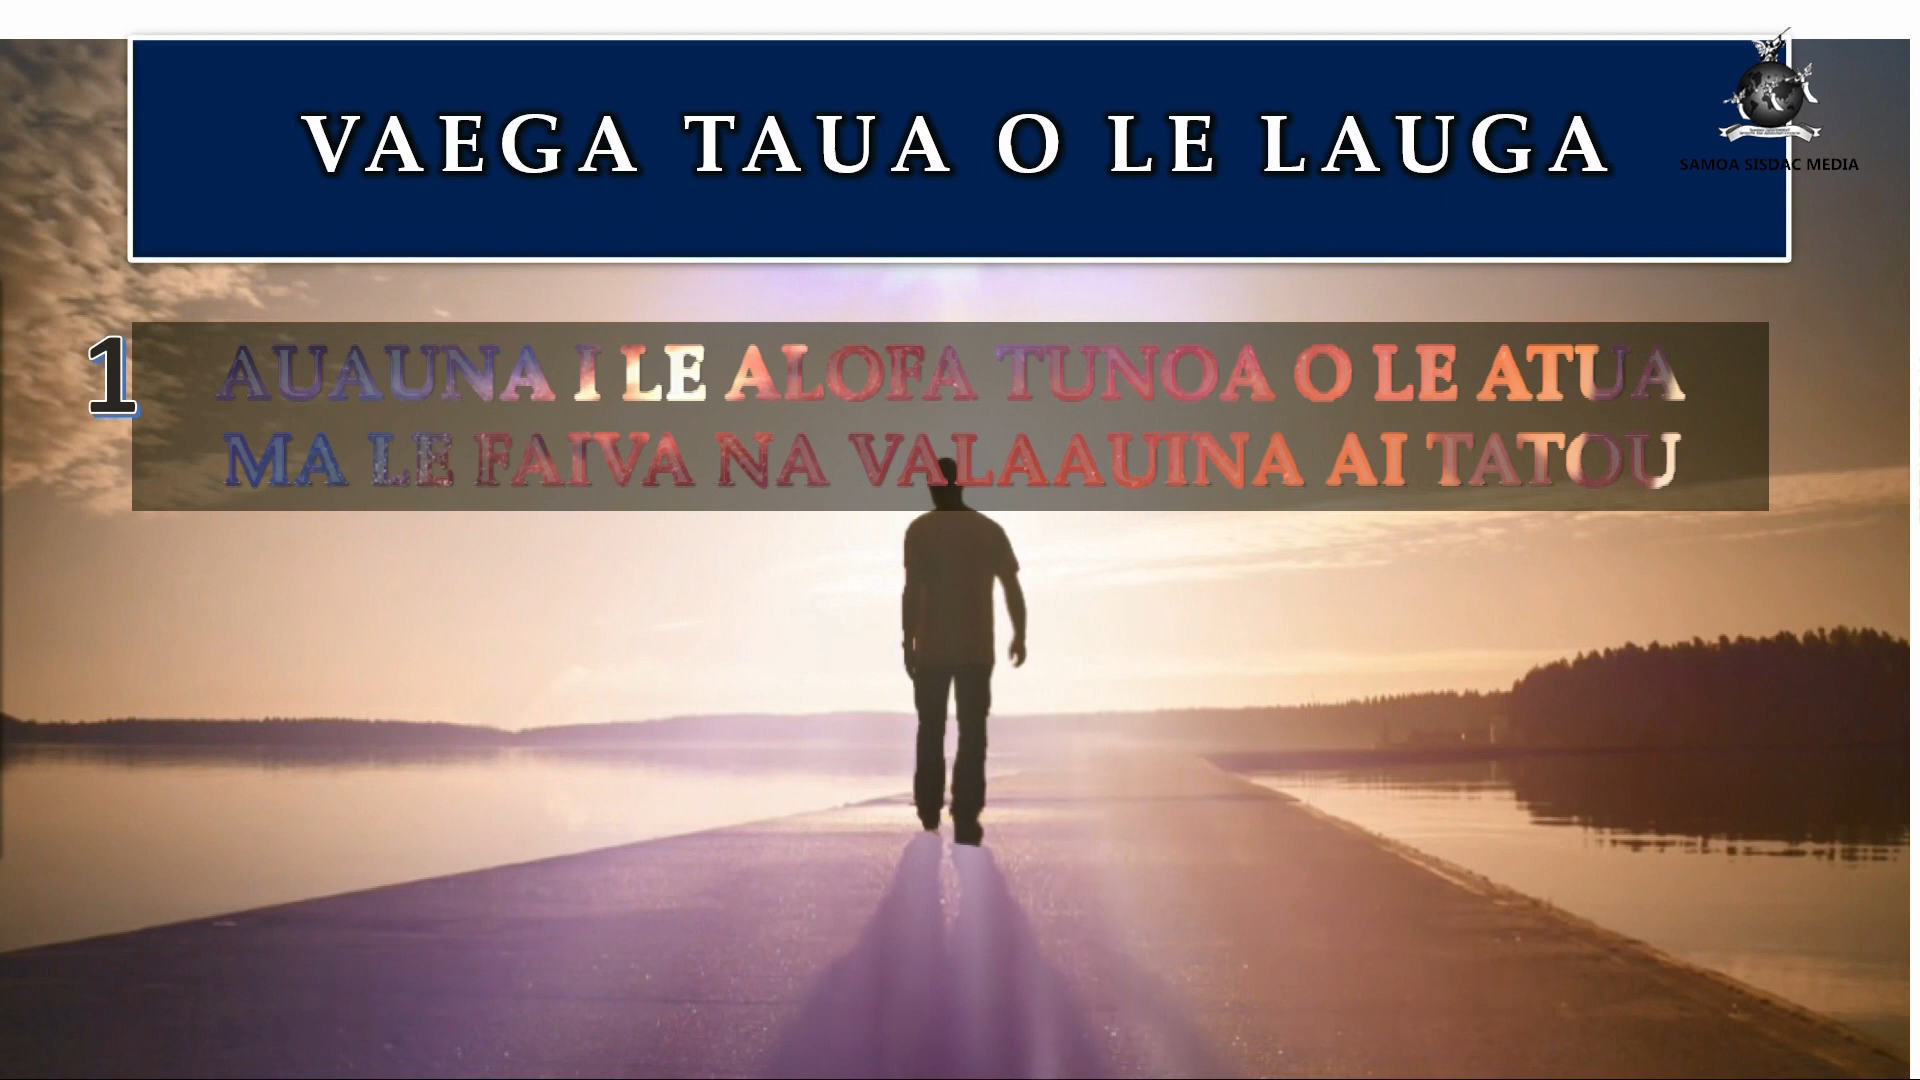 VAEGA TAUA O LE LAUGA
SAMOA SISDAC MEDIA
1
AUAUNA I LE ALOFA TUNOA O LE ATUA
MA LE FAIVA NA VALAAUINA AI TATOU